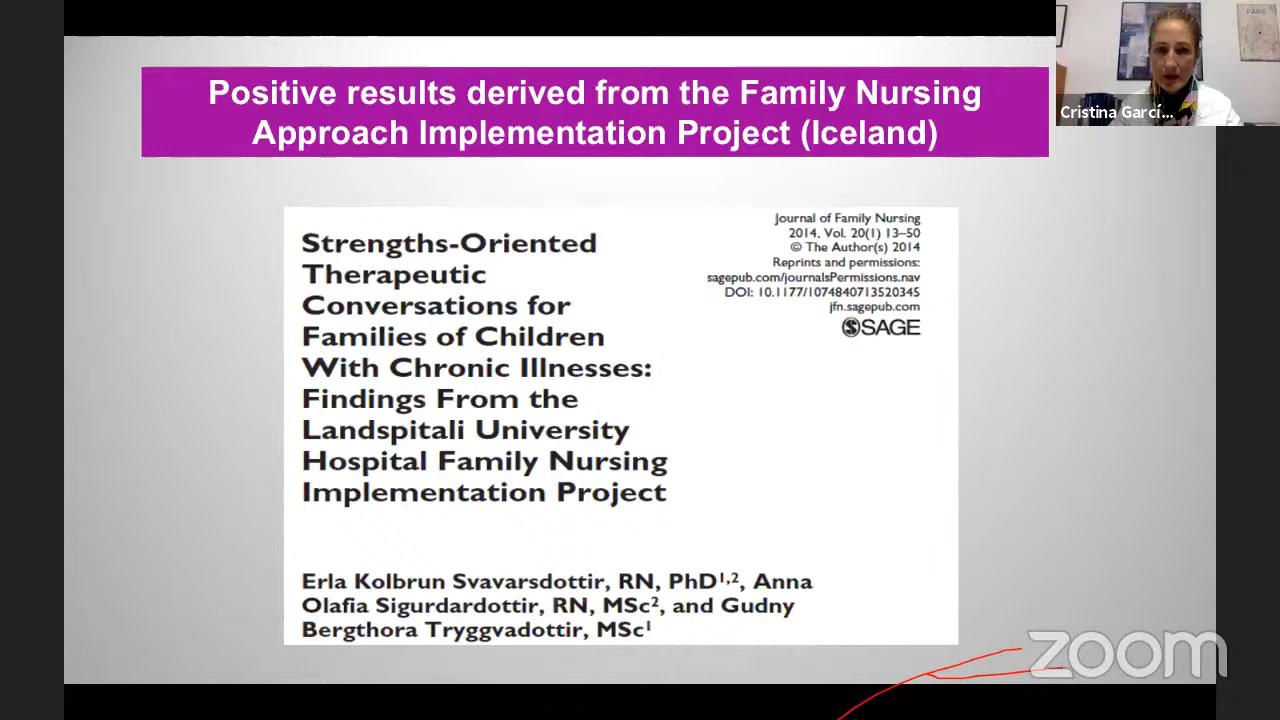 Positive results derived from the Family Nursing
Approach Implementation Project (Iceland)
PARIS
Cristina Garcí...
Journal of Family Nursing
2014, Vol. 20(1) 13–50
© The Author(s) 2014
Reprints and permissions:
sagepub.com/journalsPermissions.nav
DOI: 10.1177/1074840713520345
jfn.sagepub.com
SAGE
Strengths-Oriented
Therapeutic
Conversations for
Families of Children
With Chronic Illnesses:
Findings From the
Landspitali University
Hospital Family Nursing
Implementation Project
Erla Kolbrun Svavarsdottir, RN, PhD1,2, Anna
Olafia Sigurdardottir, RN, MSc2, and Gudny
Bergthora Tryggvadottir, MSc1
zoom